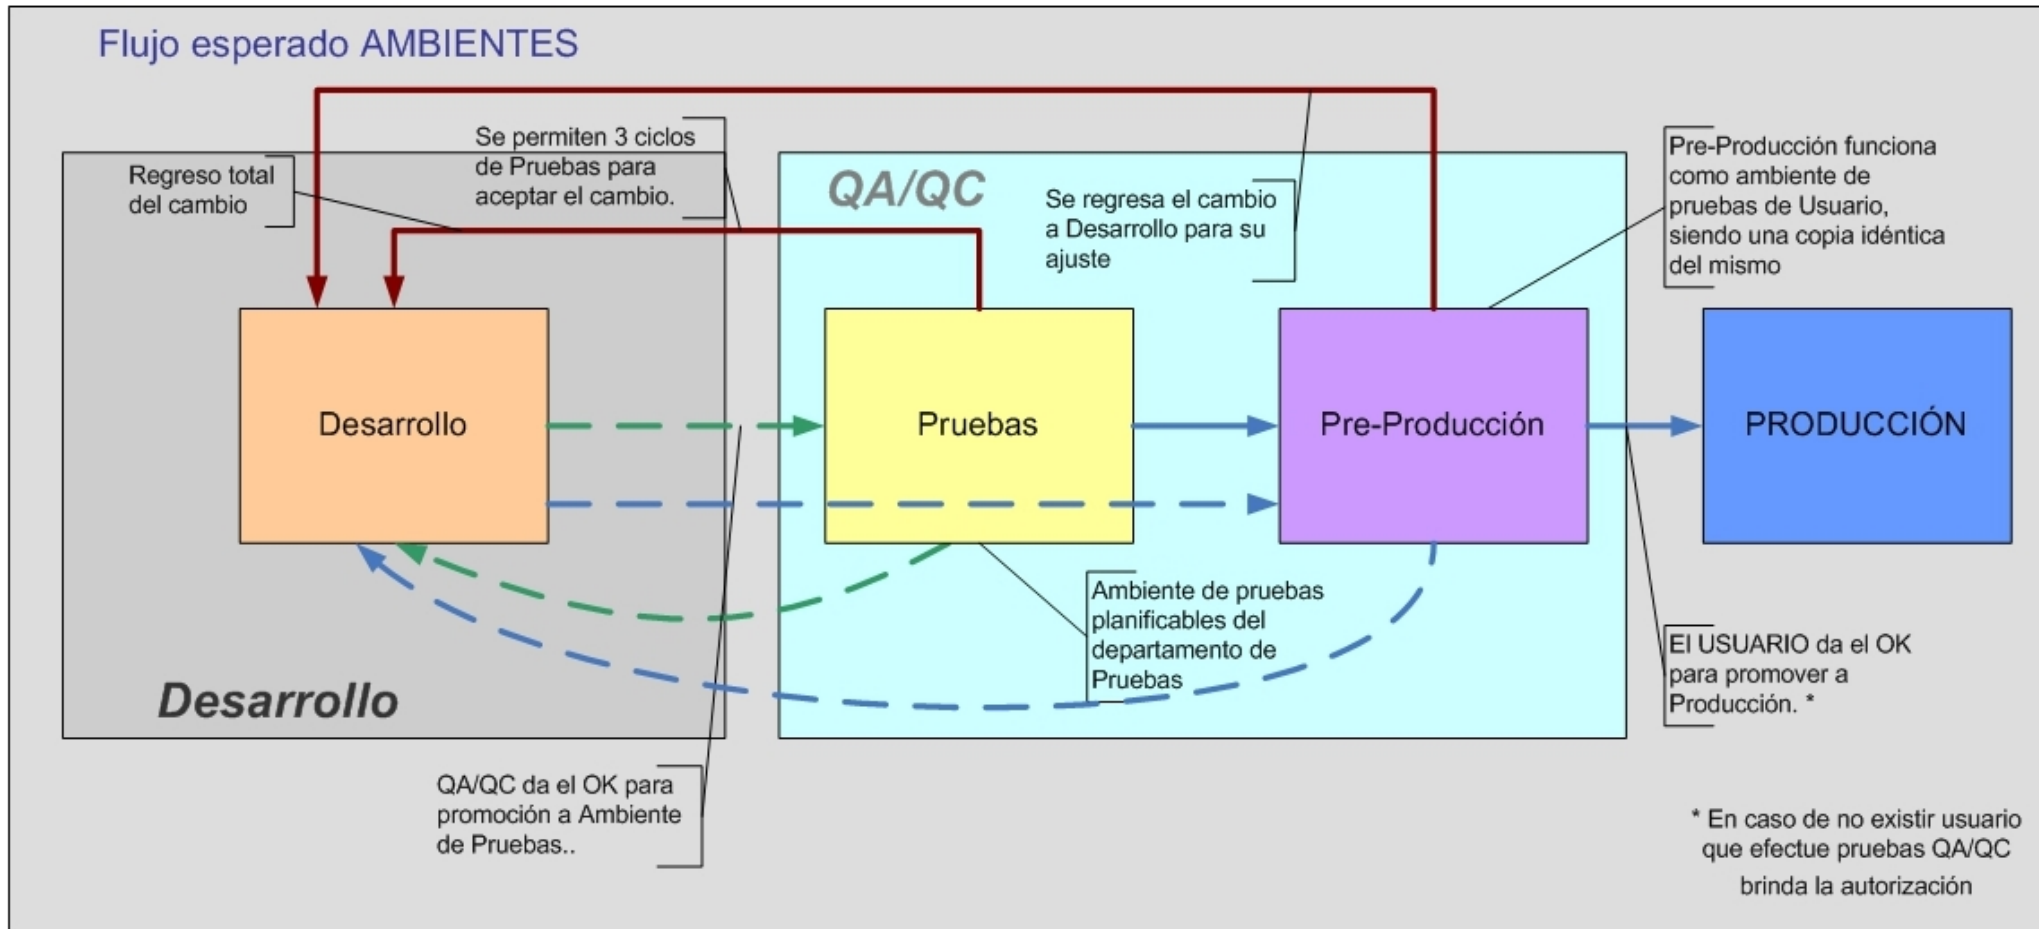 Flujo esperado AMBIENTES
Se permiten 3 ciclos
de Pruebas para
aceptar el cambio.
Regreso total
del cambio
QA/QC
Se regresa el cambio
a Desarrollo para su
ajuste
Pre-Producción funciona
como ambiente de
pruebas de Usuario,
siendo una copia idéntica
del mismo
Desarrollo
Pruebas
Pre-Producción
PRODUCCIÓN
Ambiente de pruebas
planificables del
departamento de
Pruebas
El USUARIO da el OK
para promover a
Producción. *
Desarrollo
QA/QC da el OK para
promoción a Ambiente
de Pruebas..
* En caso de no existir usuario
que efectue pruebas QA/QC
brinda la autorización